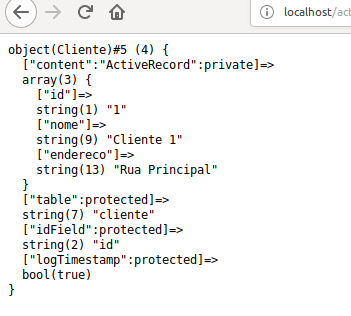 localhost/act
object(Cliente)#5 (4) {
["content":"ActiveRecord":private]=>
array(3) {
["id"]=>
string(1) "1"
["nome"]=>
string(9) "Cliente 1"
["endereco"]=>
string(13) "Rua Principal"
}
["table":protected]=>
string(7) "cliente"
["idField":protected]=>
string(2) "id"
["logTimestamp":protected]=>
bool(true)
}